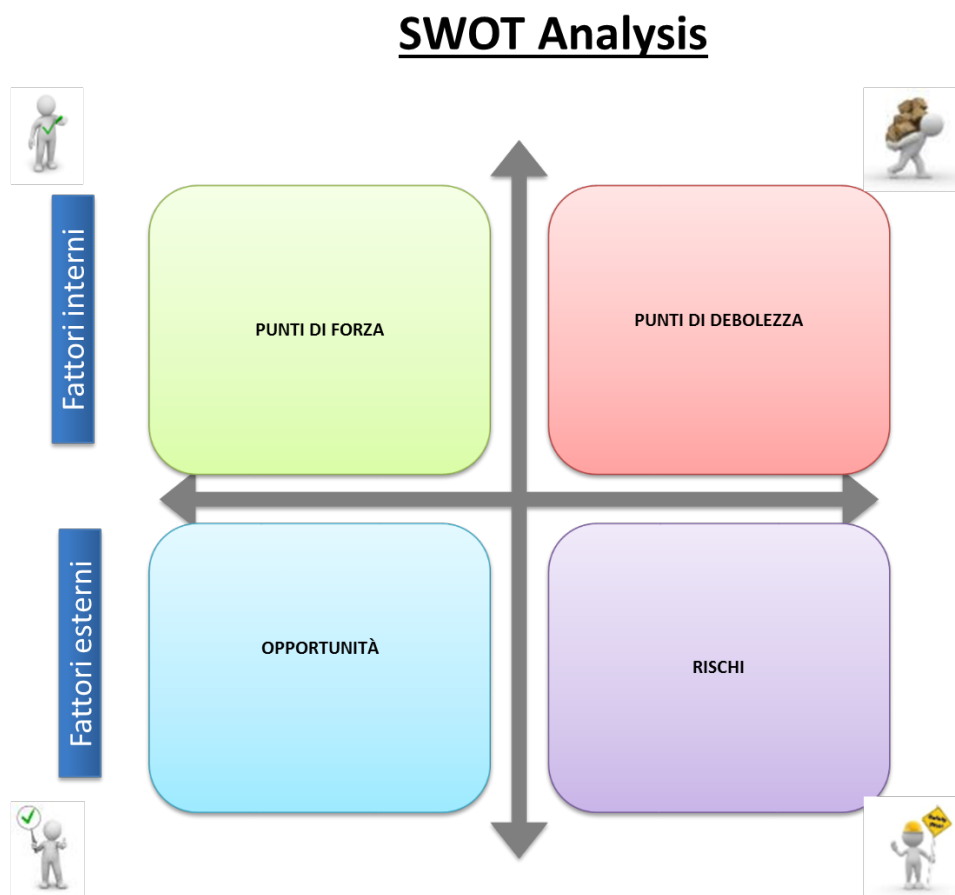 SWOT Analysis
Fattori interni
PUNTI DI FORZA
PUNTI DI DEBOLEZZA
Fattori esterni
OPPORTUNITÀ
RISCHI